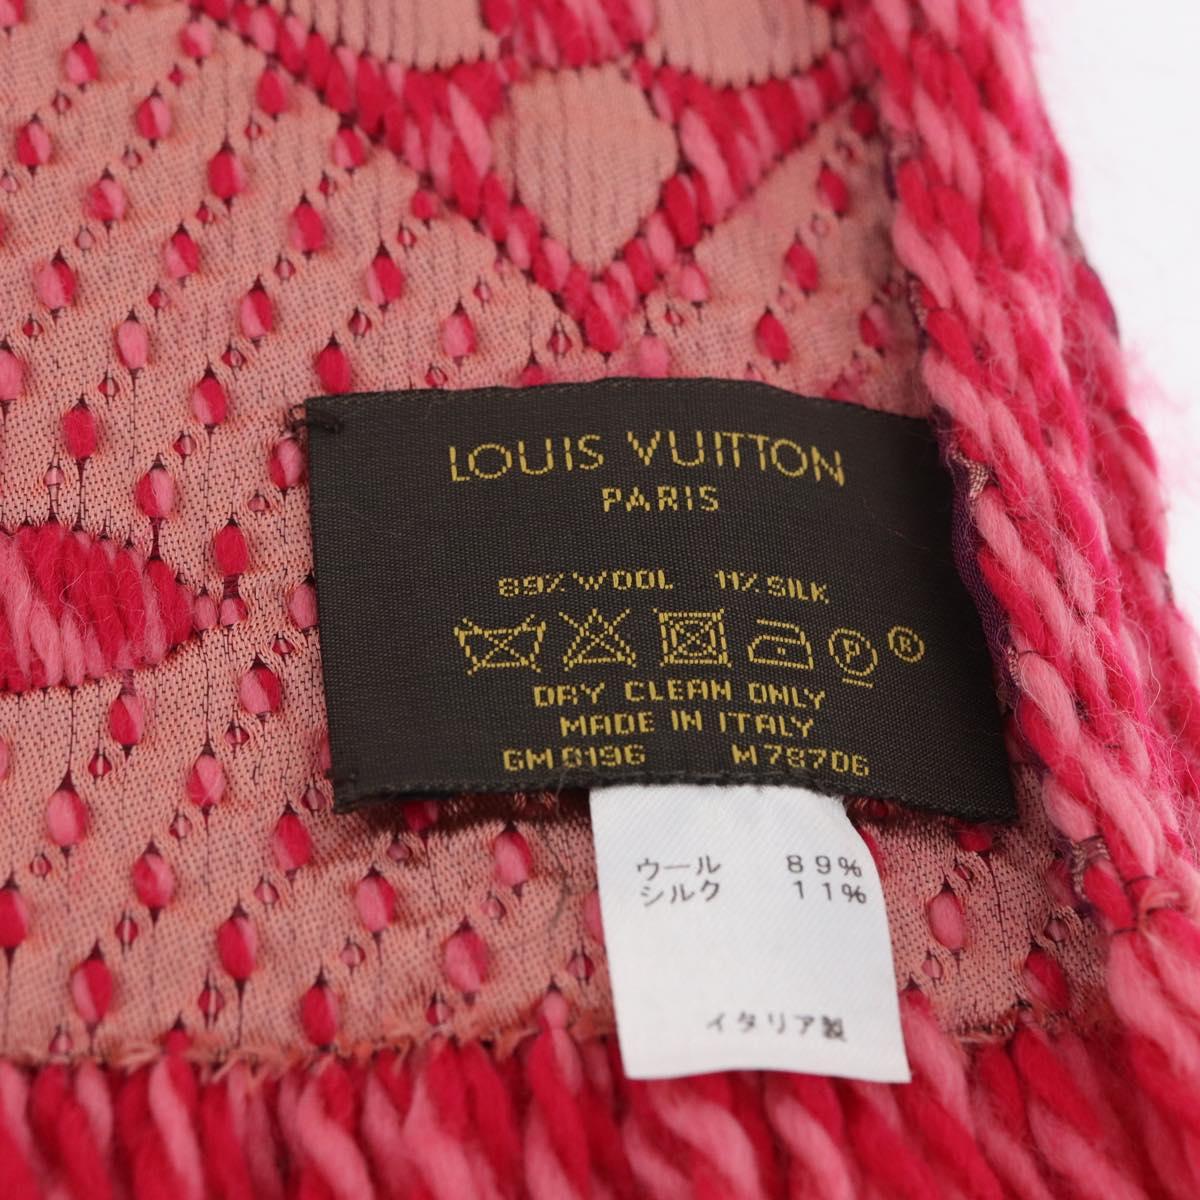 LOUIS VUITTON
PARIS
89% WOOL 11% SILK
P ®
DRY CLEAN ONLY
MADE IN ITALY
GM0196 M78706
ウール 89%
シルク 11%
イタリア製